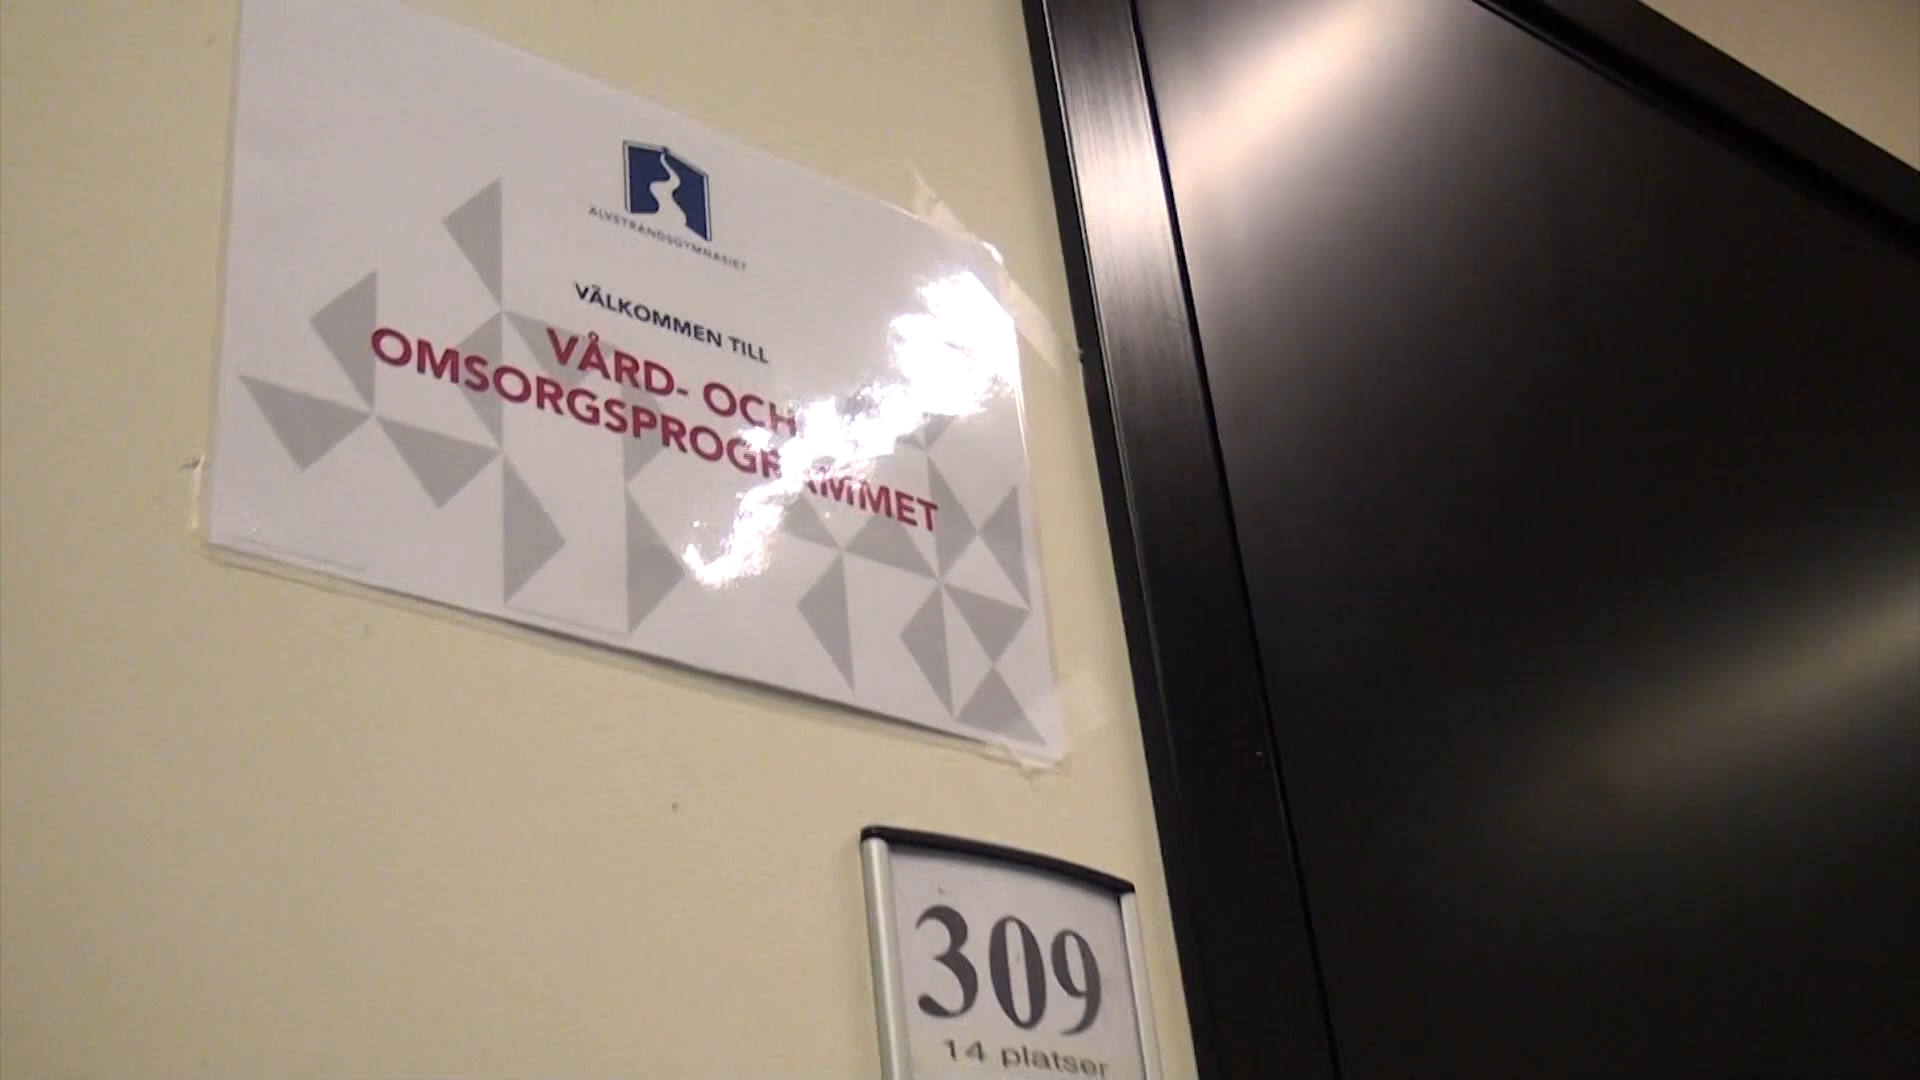 ÄLVSTRANDSGYMNASIET
VÄLKOMMEN TILL
VÅRD- OCH
OMSORGSPROGRAMMET
309
14 platser